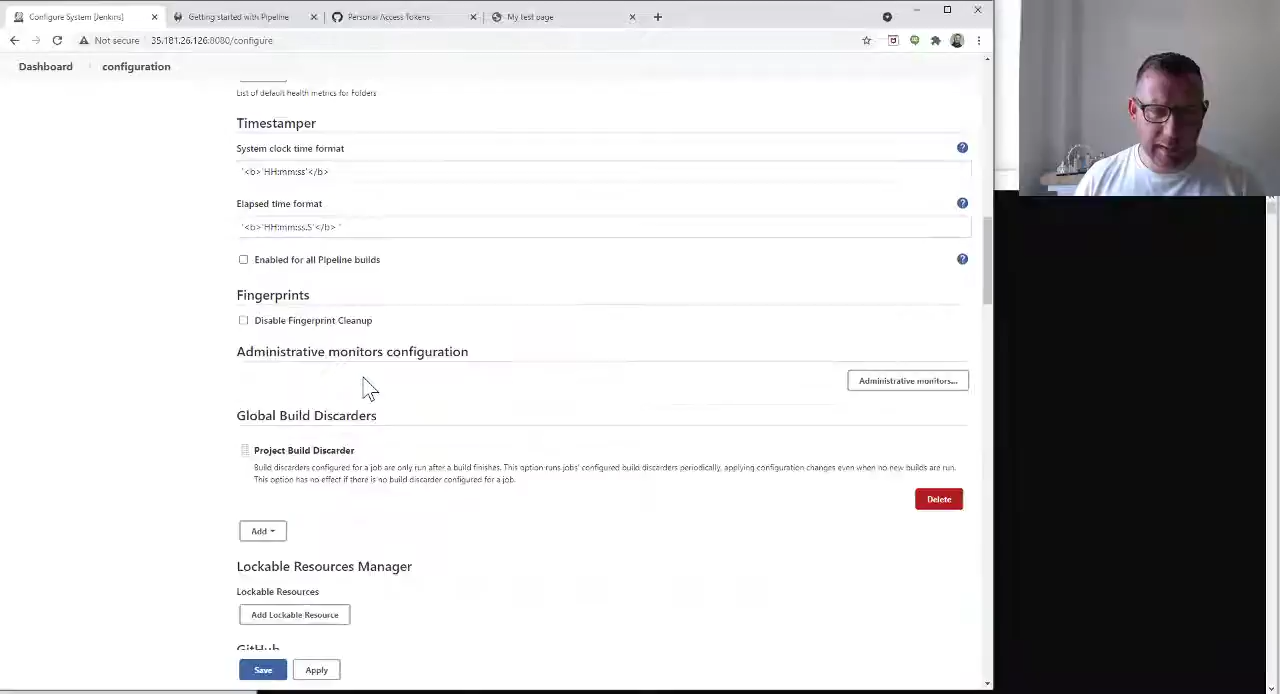 Configure System [Jenkins]
Getting started with Pipeline
Personal Access Tokens
My test page
Not secure
35.181.26.126:8080/configure
Dashboard
configuration
List of default health metrics for Folders
Timestamper
System clock time format
'<b>'HH:mm:ss'</b>
Elapsed time format
'<b>'HH:mm:ss.S'</b> '
Enabled for all Pipeline builds
Fingerprints
Disable Fingerprint Cleanup
Administrative monitors configuration
Administrative monitors...
Global Build Discarders
Project Build Discarder
Build discarders configured for a job are only run after a build finishes. This option runs jobs' configured build discarders periodically, applying configuration changes even when no new builds are run.
This option has no effect if there is no build discarder configured for a job.
Delete
Add
Lockable Resources Manager
Lockable Resources
Add Lockable Resource
GitHub
Save
Apply